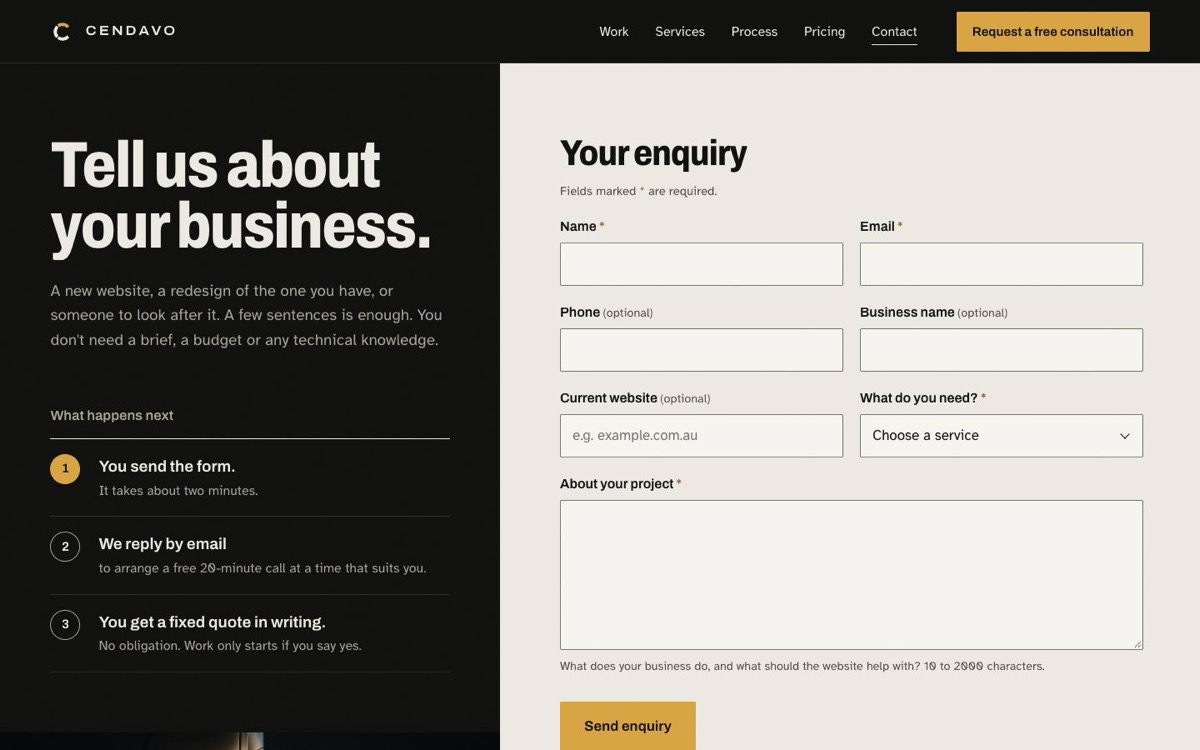 CENDAVO
Work
Services
Process
Pricing
Contact
Request a free consultation
Tell us about
your business.
A new website, a redesign of the one you have, or
someone to look after it. A few sentences is enough. You
don't need a brief, a budget or any technical knowledge.
What happens next
1
You send the form.
It takes about two minutes.
2
We reply by email
to arrange a free 20-minute call at a time that suits you.
3
You get a fixed quote in writing.
No obligation. Work only starts if you say yes.
Your enquiry
Fields marked * are required.
Name *
Email *
Phone (optional)
Business name (optional)
Current website (optional)
What do you need? *
e.g. example.com.au
Choose a service
About your project *
What does your business do, and what should the website help with? 10 to 2000 characters.
Send enquiry